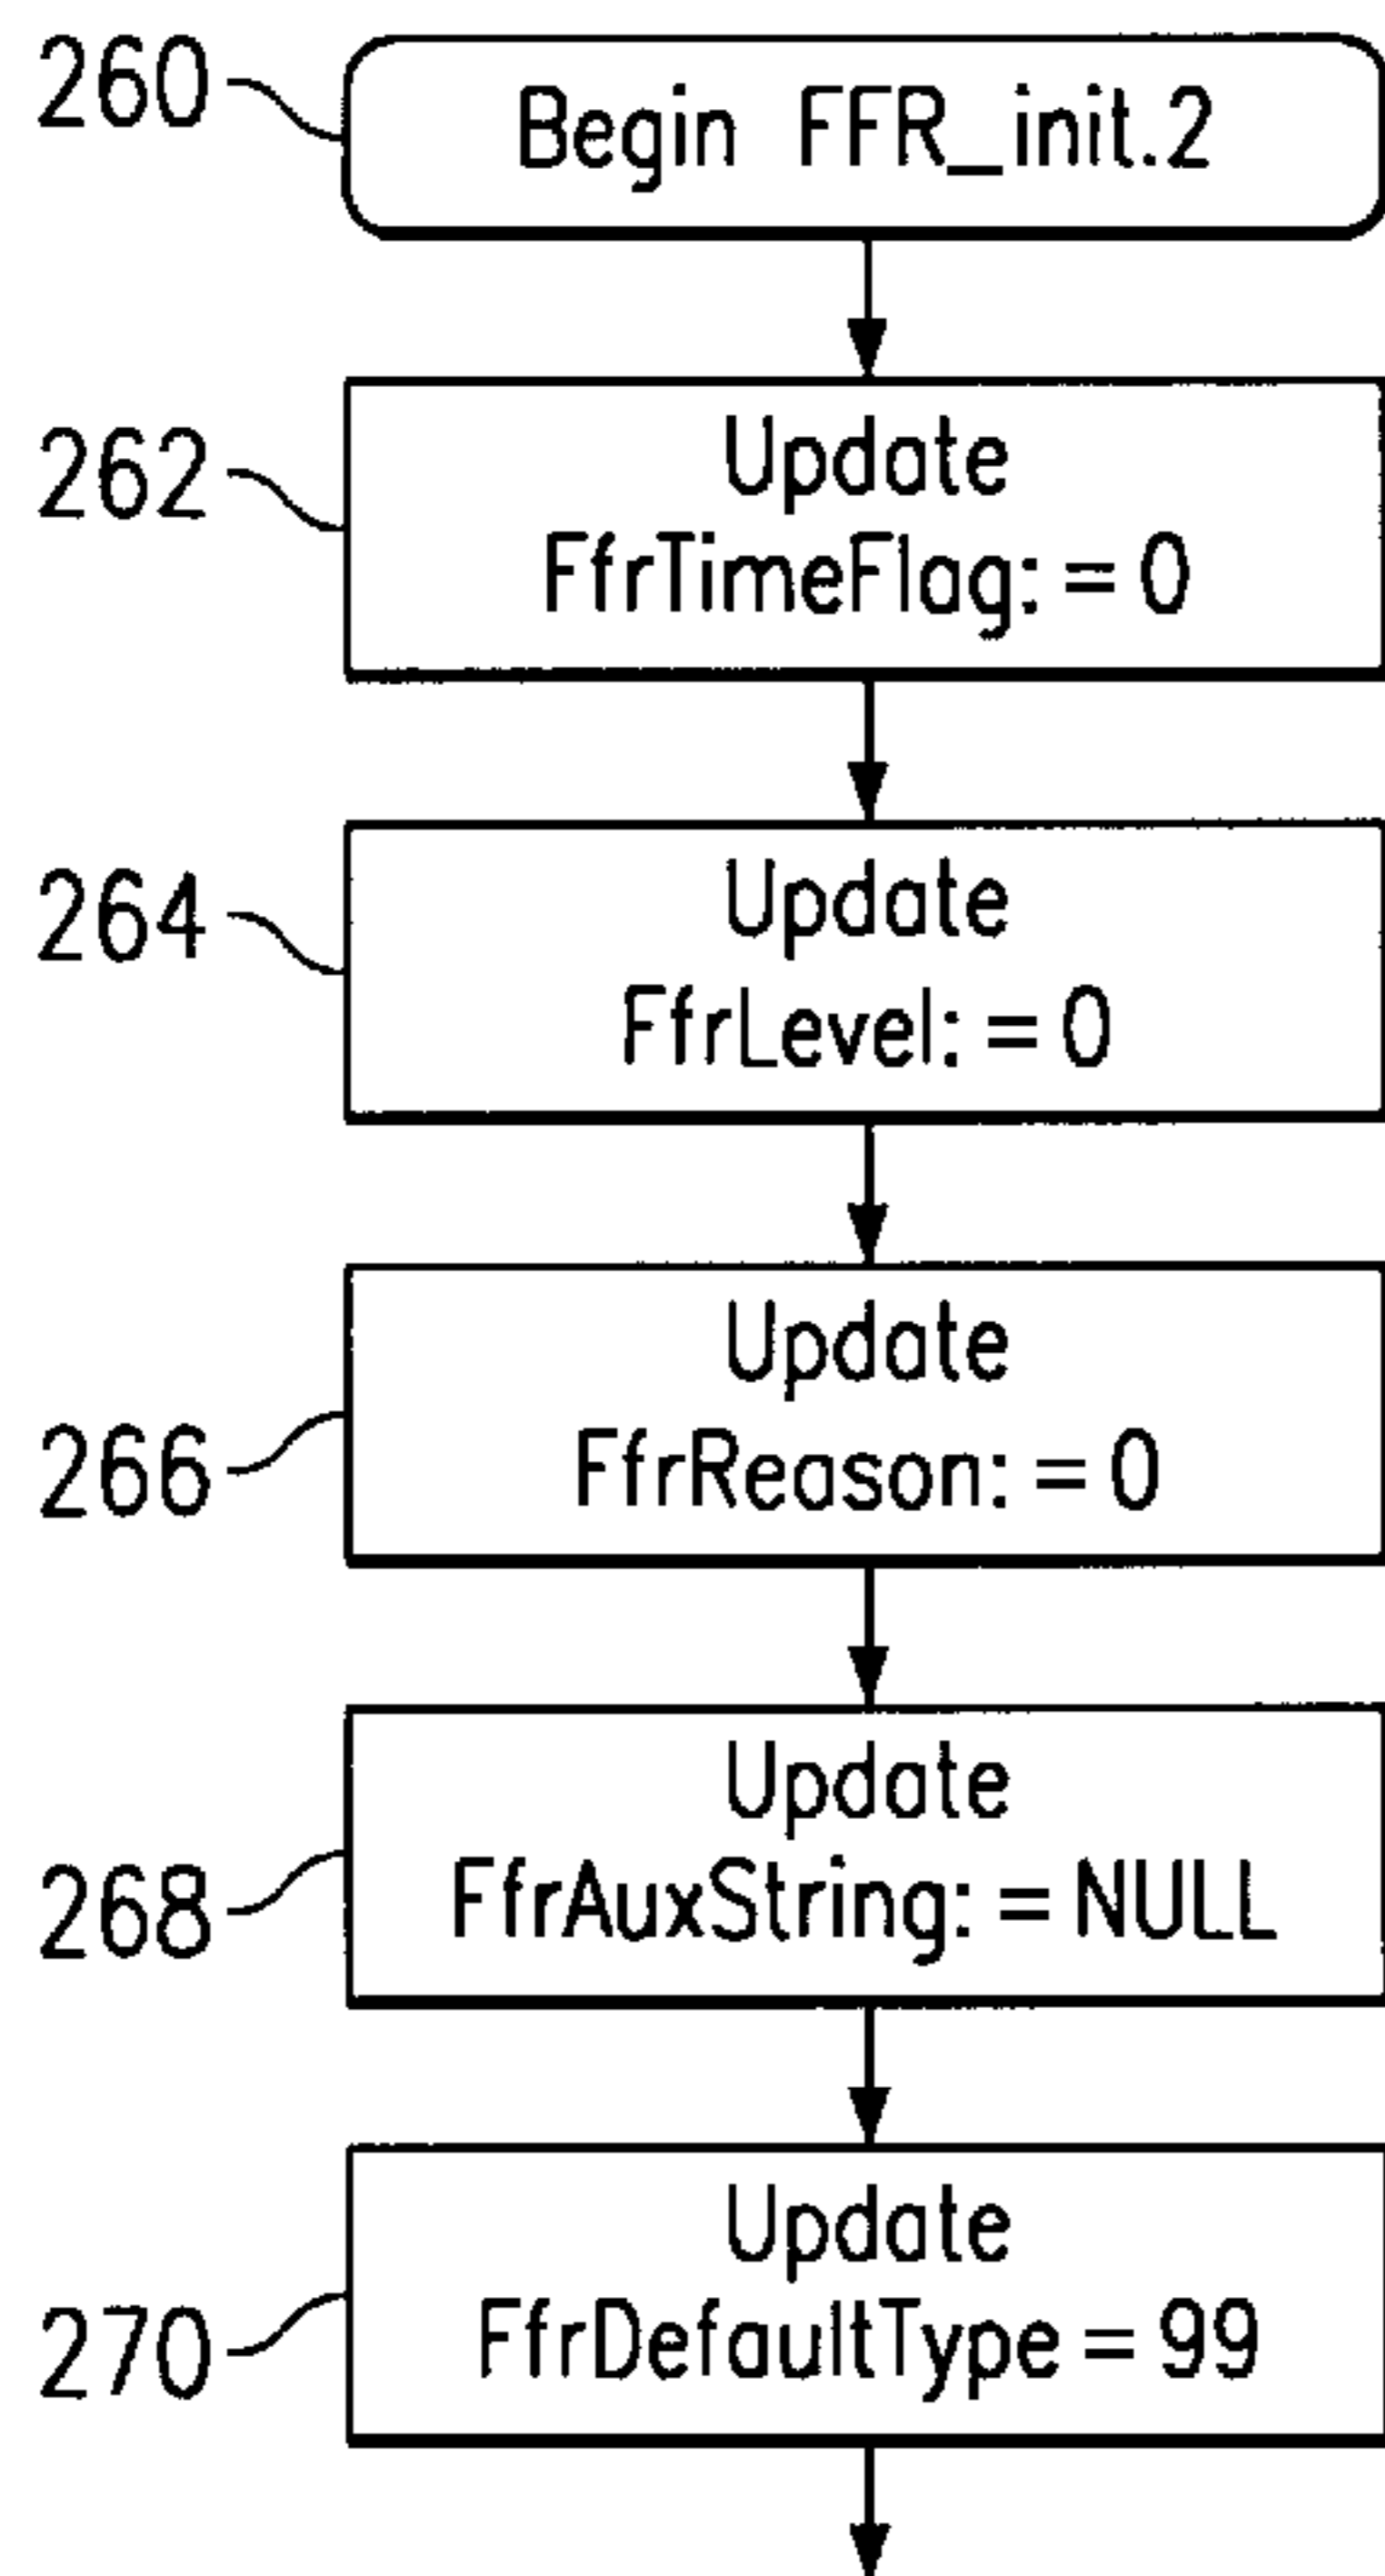 260
Begin FFR_init.2
262
Update
FfrTimeFlag: = 0
264
Update
FfrLevel: = 0
266
Update
FfrReason: = 0
268
Update
FfrAuxString: = NULL
270
Update
FfrDefaultType = 99